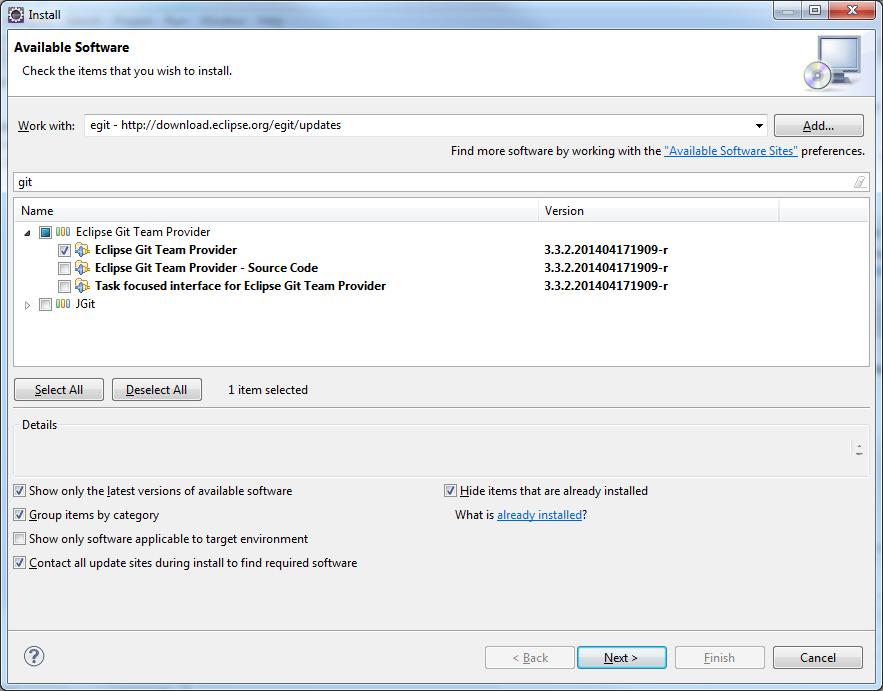 Install
Available Software
Check the items that you wish to install.
Work with: egit - http://download.eclipse.org/egit/updates Add...
Find more software by working with the "Available Software Sites" preferences.
git
Name Version
Eclipse Git Team Provider
Eclipse Git Team Provider 3.3.2.201404171909-r
Eclipse Git Team Provider - Source Code 3.3.2.201404171909-r
Task focused interface for Eclipse Git Team Provider 3.3.2.201404171909-r
JGit
Select All Deselect All 1 item selected
Details
Show only the latest versions of available software Hide items that are already installed
Group items by category What is already installed?
Show only software applicable to target environment
Contact all update sites during install to find required software
? < Back Next > Finish Cancel